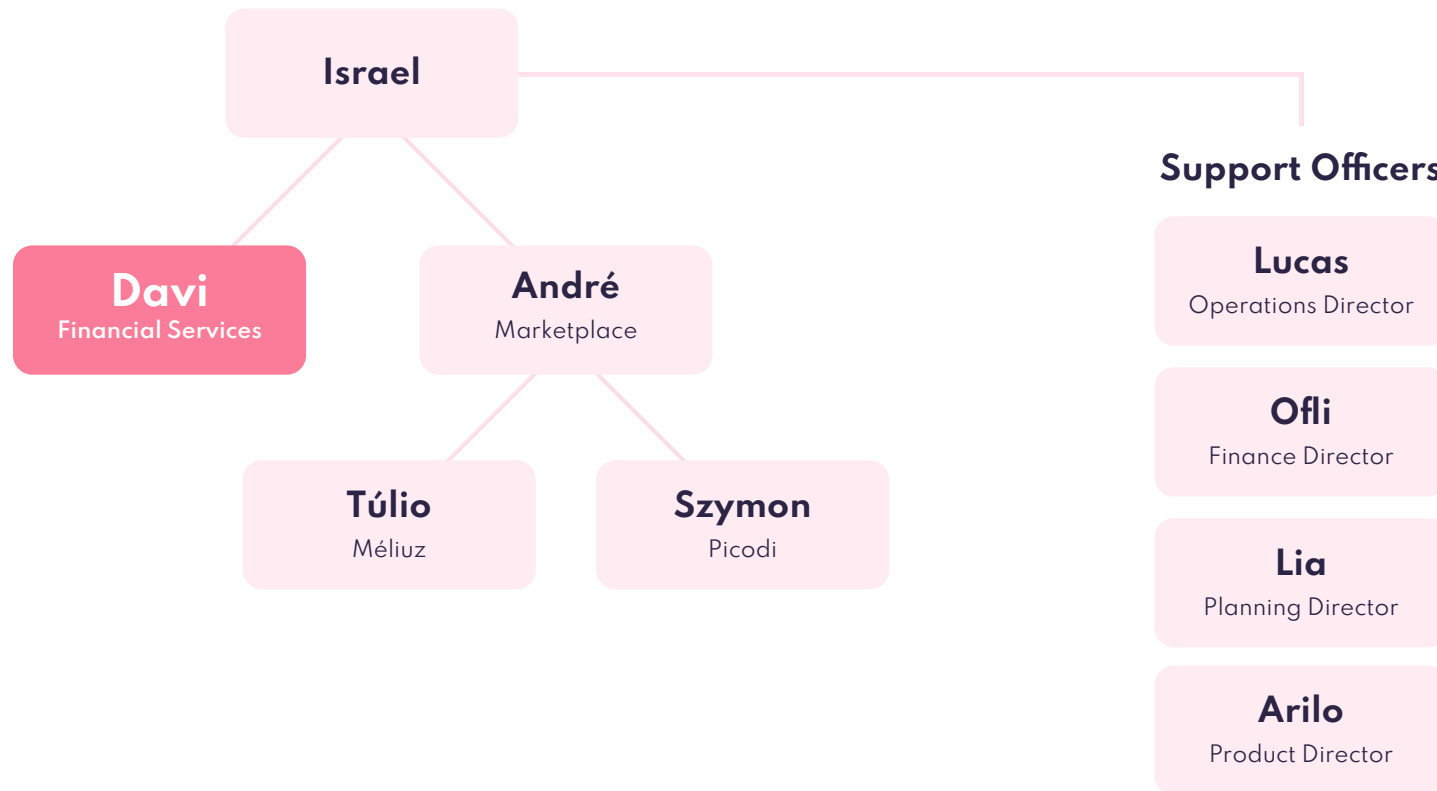 Israel
Support Officers
Davi
Financial Services
André
Marketplace
Túlio
Méliuz
Szymon
Picodi
Lucas
Operations Director
Ofli
Finance Director
Lia
Planning Director
Arilo
Product Director